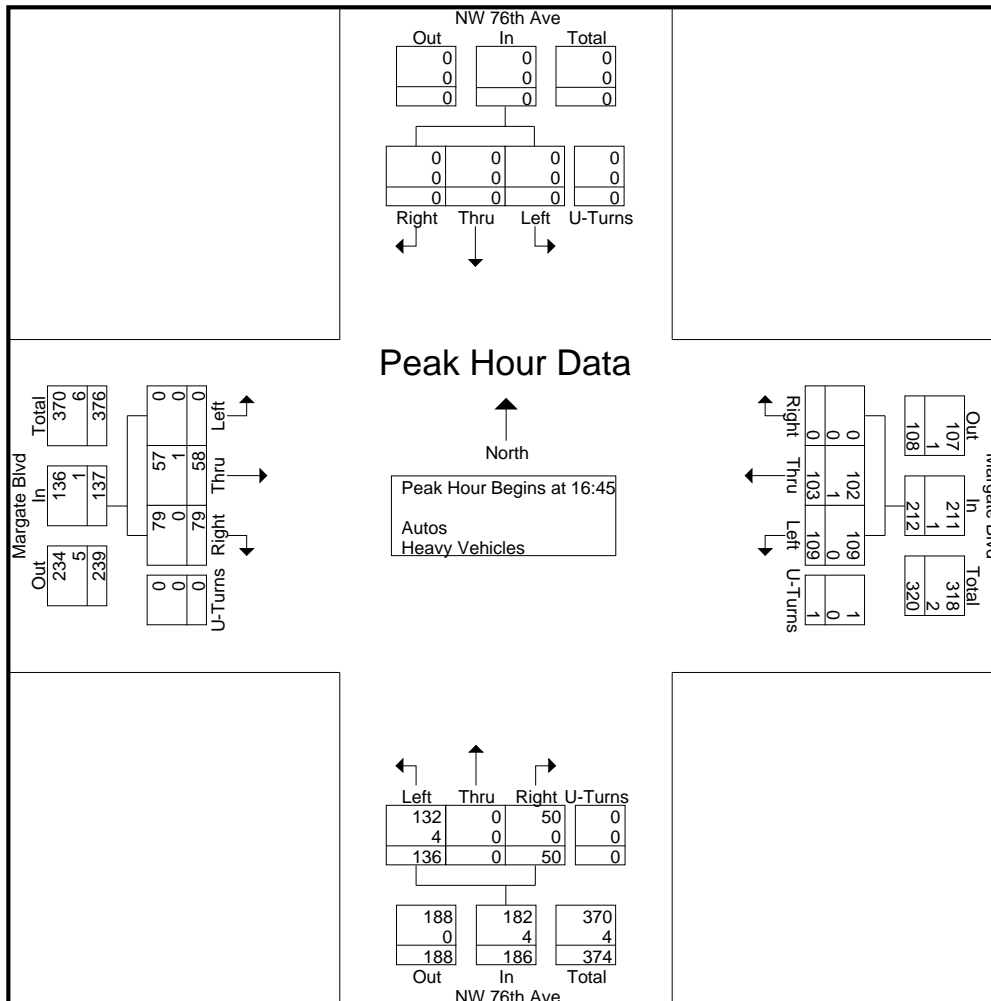 NW 76th Ave
Out In Total
0 0 0
0 0 0
0 0 0
0 0 0 0
0 0 0 0
0 0 0 0
Right Thru Left U-Turns
Peak Hour Data
North
Peak Hour Begins at 16:45
Autos
Heavy Vehicles
Margate Blvd
Total In Out
370 136 234
6 1 5
376 137 239
0 57 79 0
0 1 0 0
0 58 79 0
Left Thru Right U-Turns
Margate Blvd
Out In Total
107 211 318
1 1 2
108 212 320
0 102 109 1
0 1 0 0
0 103 109 1
Right Thru Left U-Turns
Left Thru Right U-Turns
132 0 50 0
4 0 0 0
136 0 50 0
188 182 370
0 4 4
188 186 374
Out In Total
NW 76th Ave